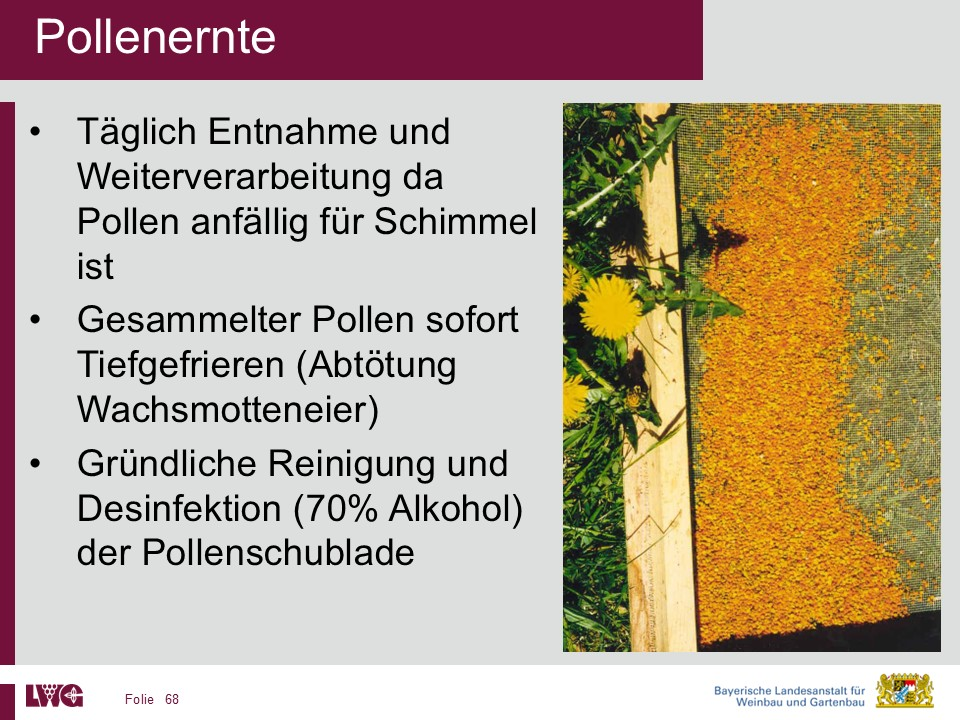 Pollenernte
• Täglich Entnahme und
Weiterverarbeitung da
Pollen anfällig für Schimmel
ist
• Gesammelter Pollen sofort
Tiefgefrieren (Abtötung
Wachsmotteneier)
• Gründliche Reinigung und
Desinfektion (70% Alkohol)
der Pollenschublade
LWG
Folie 68
Bayerische Landesanstalt für
Weinbau und Gartenbau